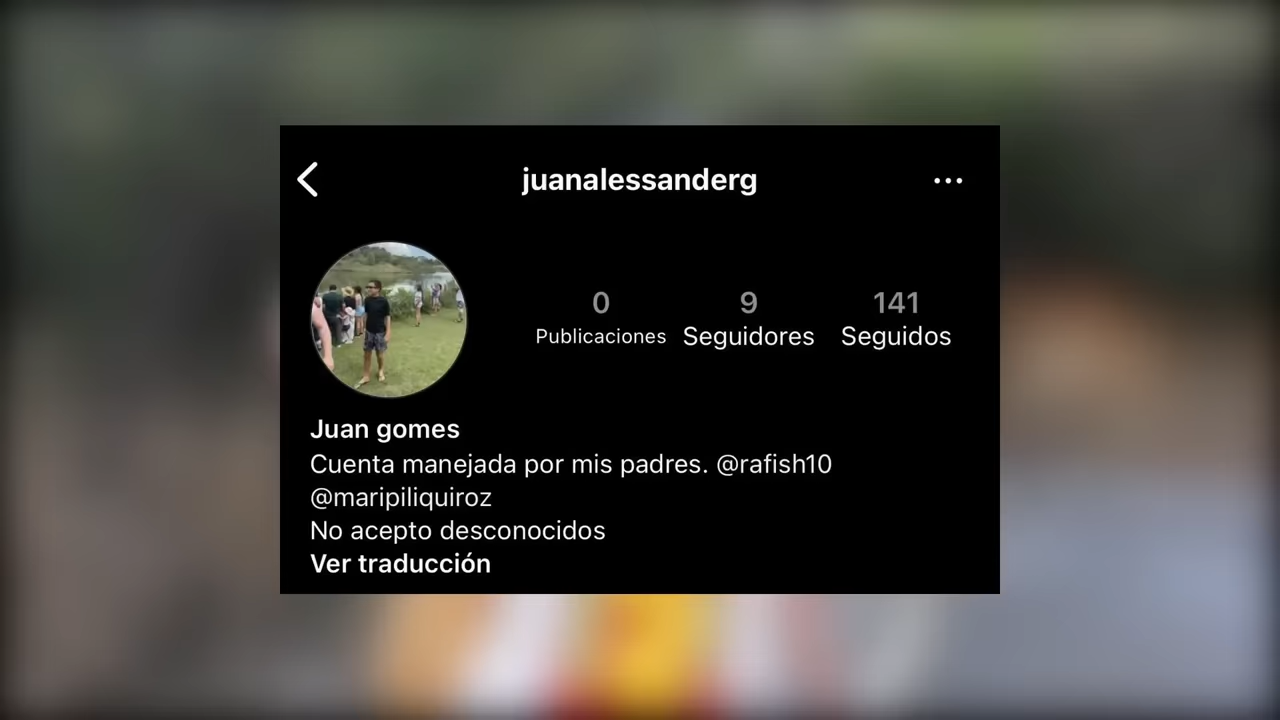 juanalessanderg
0 9 141
Publicaciones Seguidores Seguidos
Juan gomes
Cuenta manejada por mis padres. @rafish10
@maripiliquiroz
No acepto desconocidos
Ver traducción